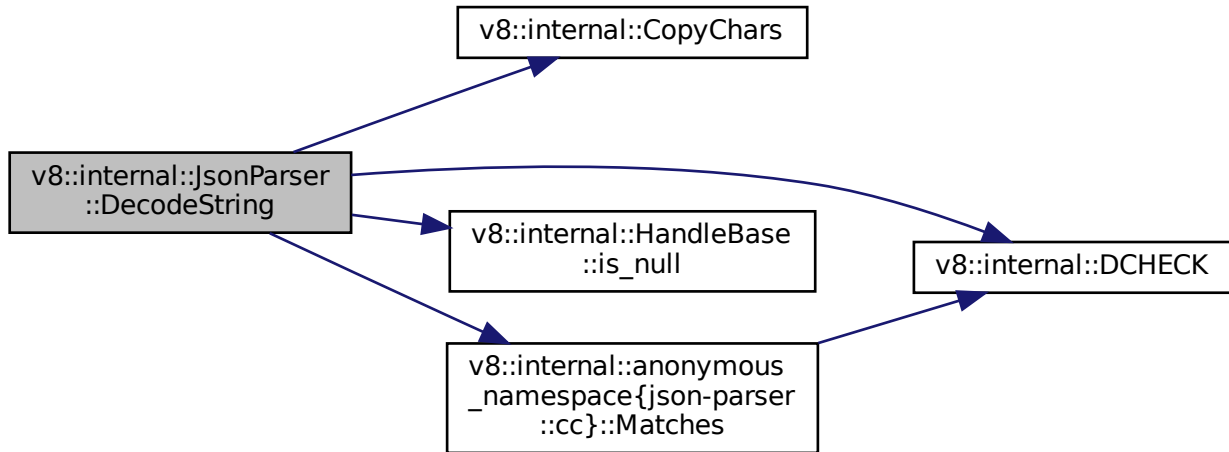 v8::internal::CopyChars
v8::internal::JsonParser
::DecodeString
v8::internal::HandleBase
::is_null
v8::internal::DCHECK
v8::internal::anonymous
_namespace{json-parser
::cc}::Matches